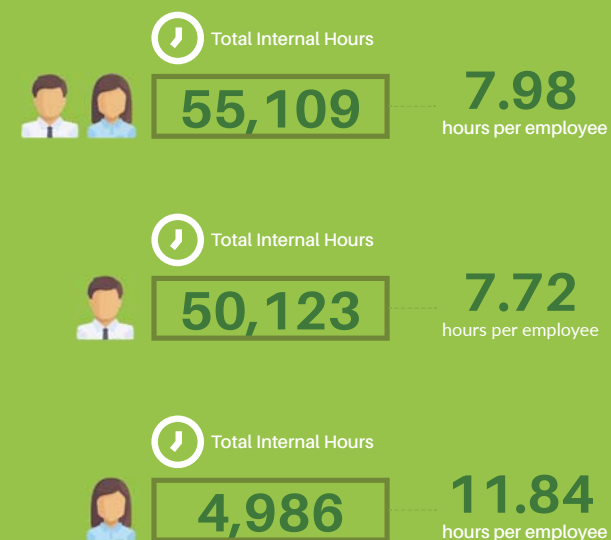 Total Internal Hours
55,109
7.98
hours per employee
Total Internal Hours
50,123
7.72
hours per employee
Total Internal Hours
4,986
11.84
hours per employee